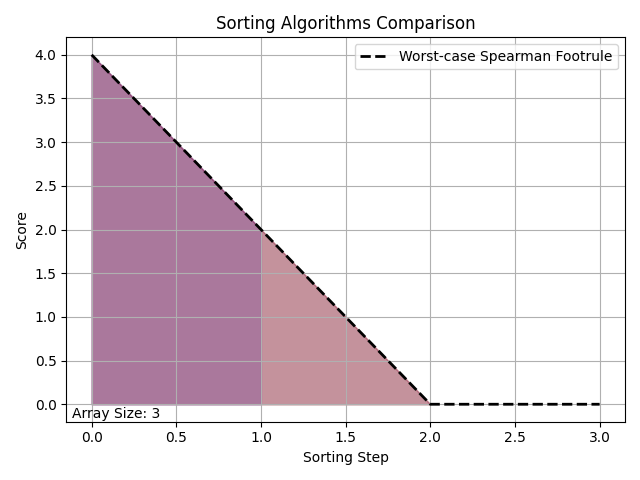 Sorting Algorithms Comparison
Worst-case Spearman Footrule
4.0
3.5
3.0
2.5
2.0
1.5
1.0
0.5
0.0
Score
Array Size: 3
0.0 0.5 1.0 1.5 2.0 2.5 3.0
Sorting Step